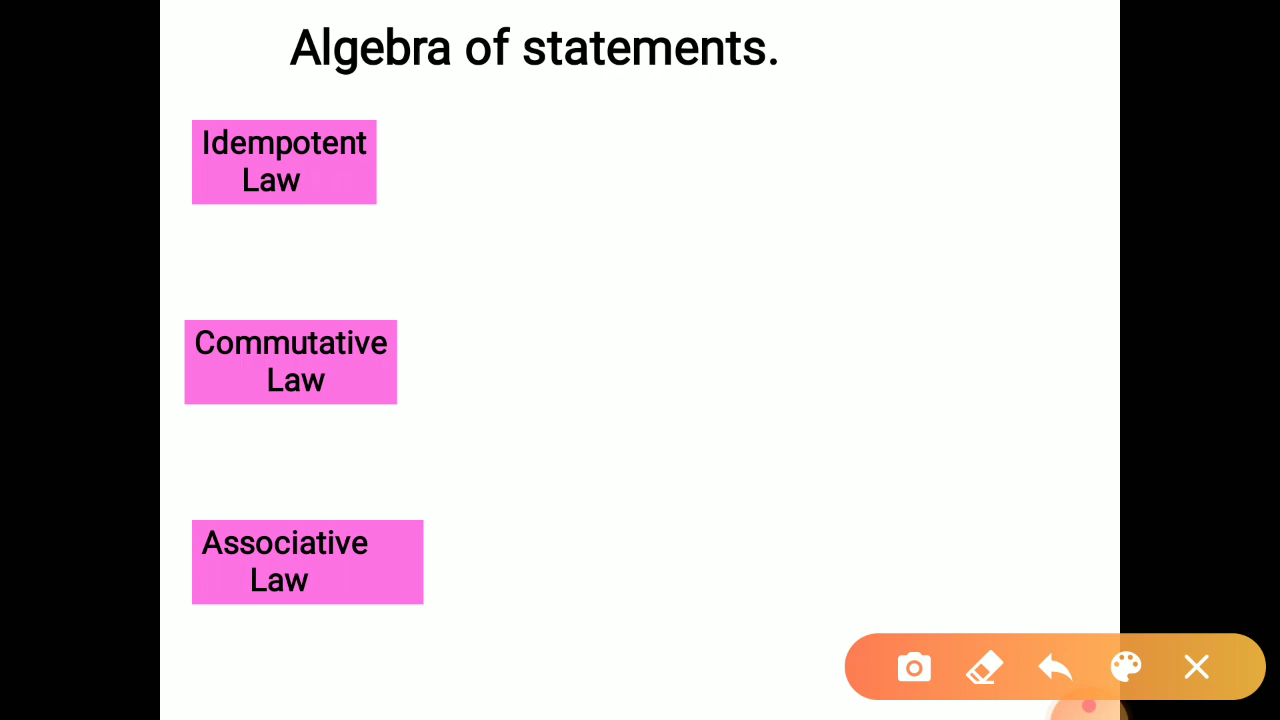 Algebra of statements.
Idempotent
Law
Commutative
Law
Associative
Law